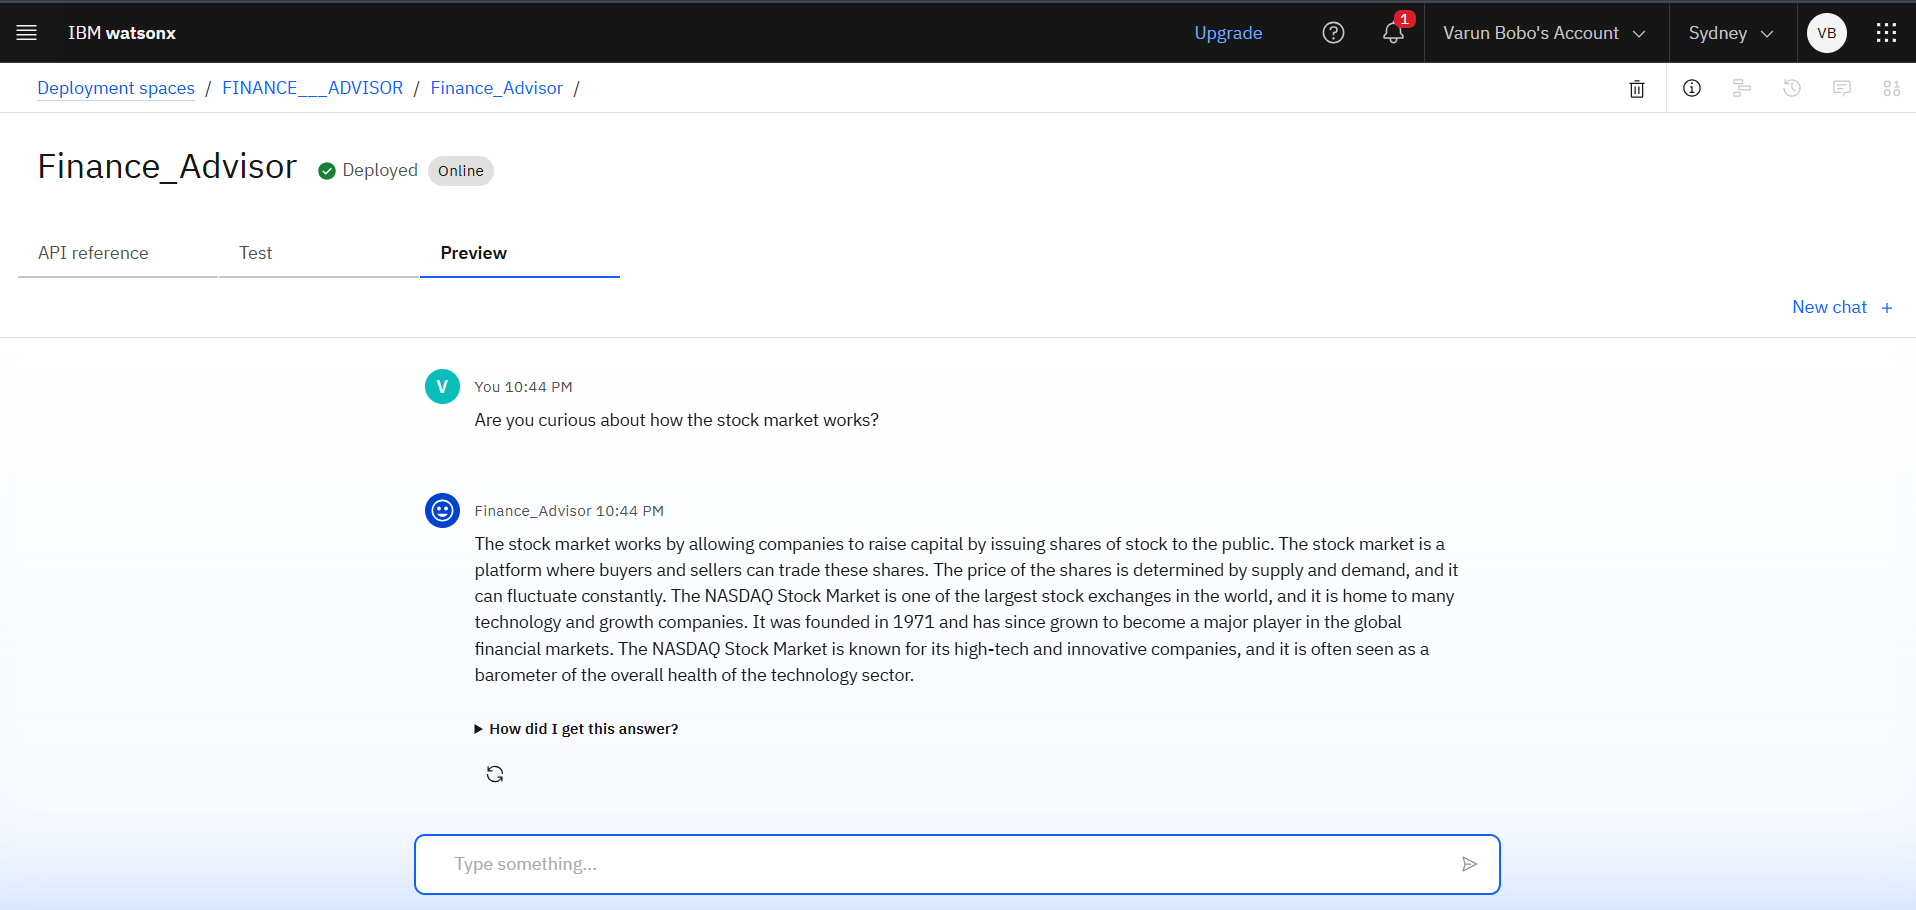 IBM watsonx
Upgrade
1
Varun Bobo's Account
Sydney
VB
Deployment spaces / FINANCE___ADVISOR / Finance_Advisor /
Finance_Advisor
Deployed
Online
API reference
Test
Preview
New chat +
V
You 10:44 PM
Are you curious about how the stock market works?
Finance_Advisor 10:44 PM
The stock market works by allowing companies to raise capital by issuing shares of stock to the public. The stock market is a
platform where buyers and sellers can trade these shares. The price of the shares is determined by supply and demand, and it
can fluctuate constantly. The NASDAQ Stock Market is one of the largest stock exchanges in the world, and it is home to many
technology and growth companies. It was founded in 1971 and has since grown to become a major player in the global
financial markets. The NASDAQ Stock Market is known for its high-tech and innovative companies, and it is often seen as a
barometer of the overall health of the technology sector.
How did I get this answer?
Type something...